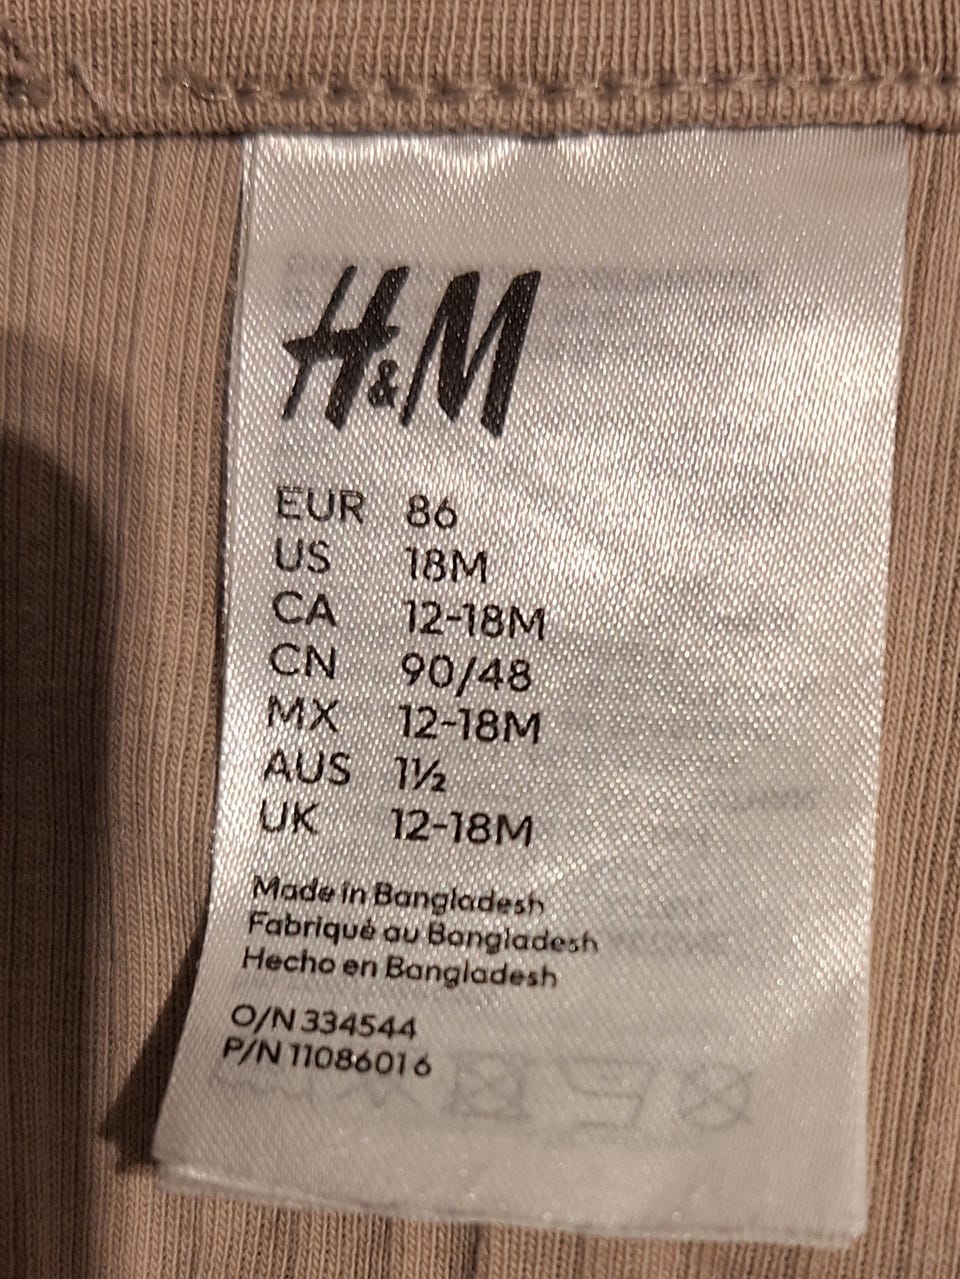 H&M
EUR 86
US 18M
CA 12-18M
CN 90/48
MX 12-18M
AUS 1½
UK 12-18M
Made in Bangladesh
Fabriqué au Bangladesh
Hecho en Bangladesh
O/N 334544
P/N 11086016